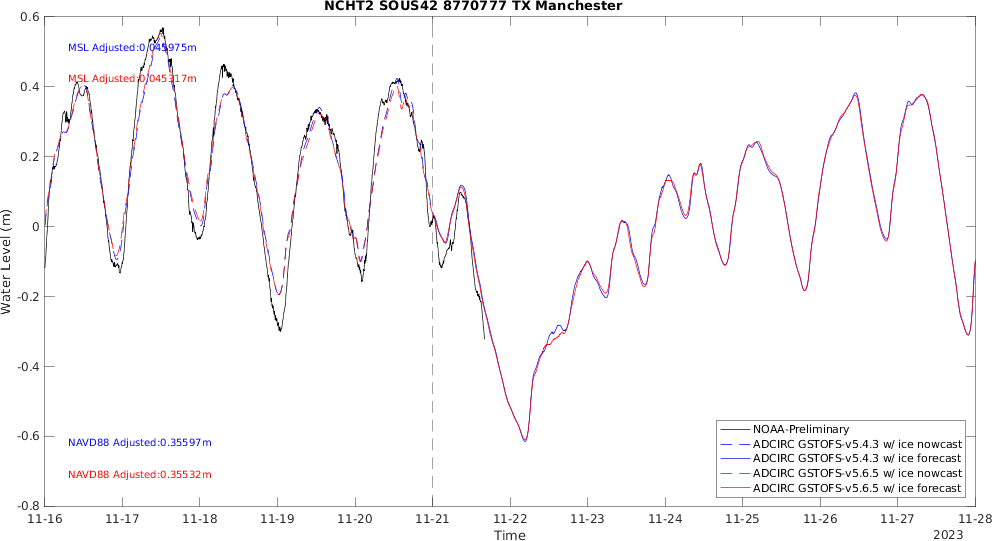 NCHT2 SOUS42 8770777 TX Manchester
0.6
0.4
0.2
0
-0.2
-0.4
-0.6
-0.8
Water Level (m)
MSL Adjusted:0.045975m
MSL Adjusted:0.045317m
NAVD88 Adjusted:0.35597m
NAVD88 Adjusted:0.35532m
NOAA-Preliminary
ADCIRC GSTOFS-v5.4.3 w/ ice nowcast
ADCIRC GSTOFS-v5.4.3 w/ ice forecast
ADCIRC GSTOFS-v5.6.5 w/ ice nowcast
ADCIRC GSTOFS-v5.6.5 w/ ice forecast
11-16 11-17 11-18 11-19 11-20 11-21 11-22 11-23 11-24 11-25 11-26 11-27 11-28
Time
2023